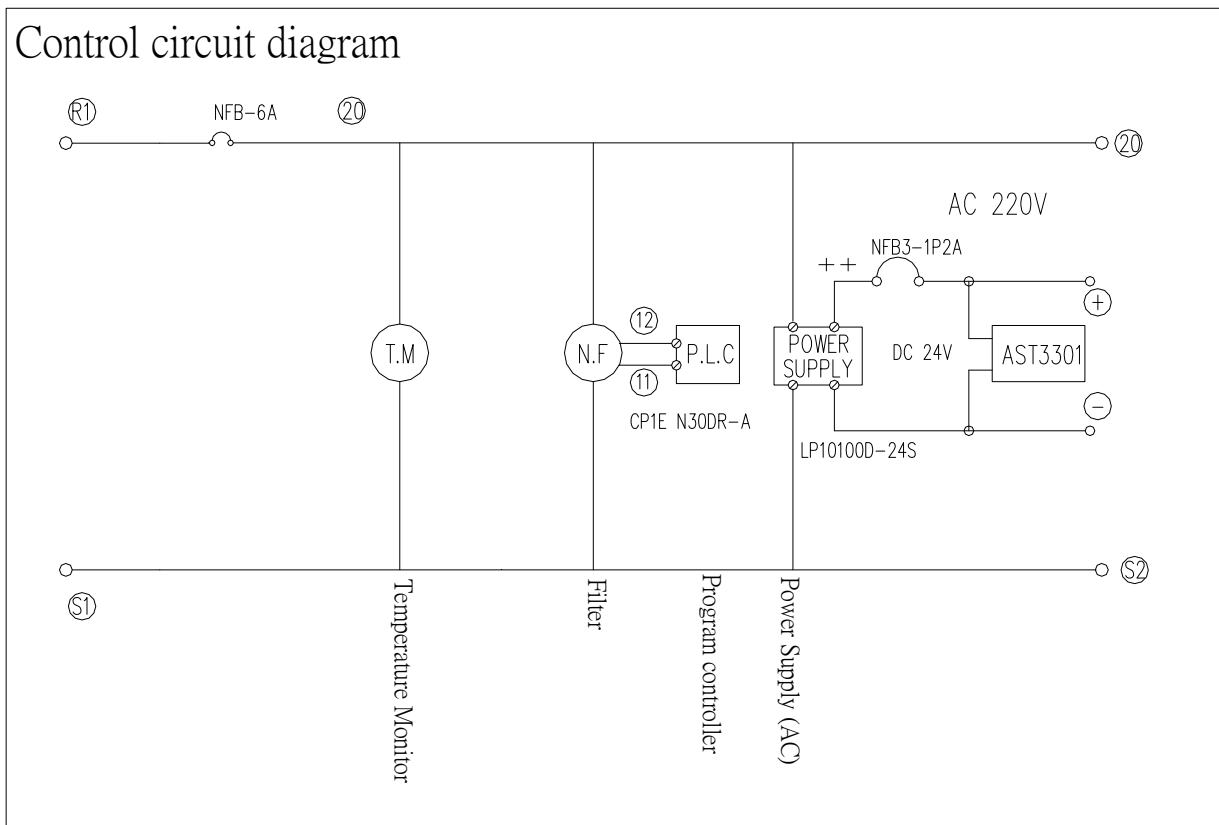 Control circuit diagram
R1
NFB-6A
20
20
AC 220V
NFB3-1P2A
++
+
12
T.M
N.F
P.L.C
POWER
SUPPLY
DC 24V
AST3301
11
-
CP1E N30DR-A
LP10100D-24S
S1
S2
Temperature Monitor
Filter
Program controller
Power Supply (AC)